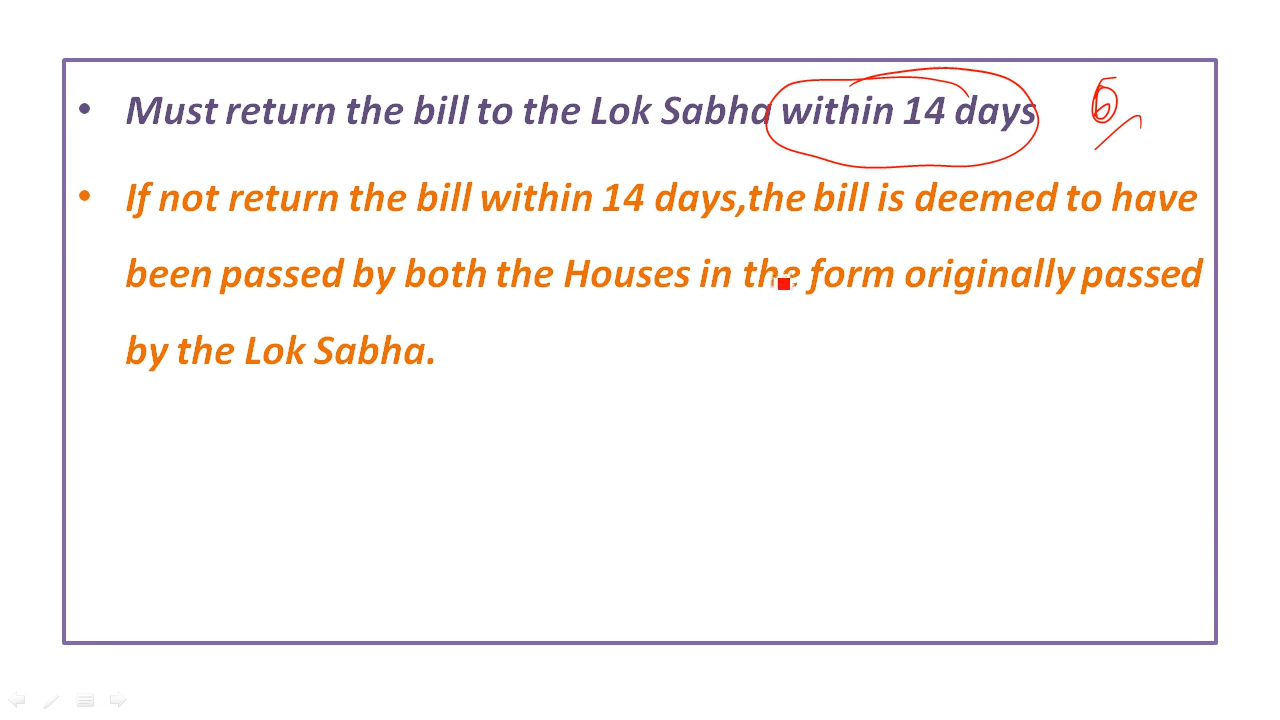 • Must return the bill to the Lok Sabha within 14 days
• If not return the bill within 14 days,the bill is deemed to have
been passed by both the Houses in the form originally passed
by the Lok Sabha.